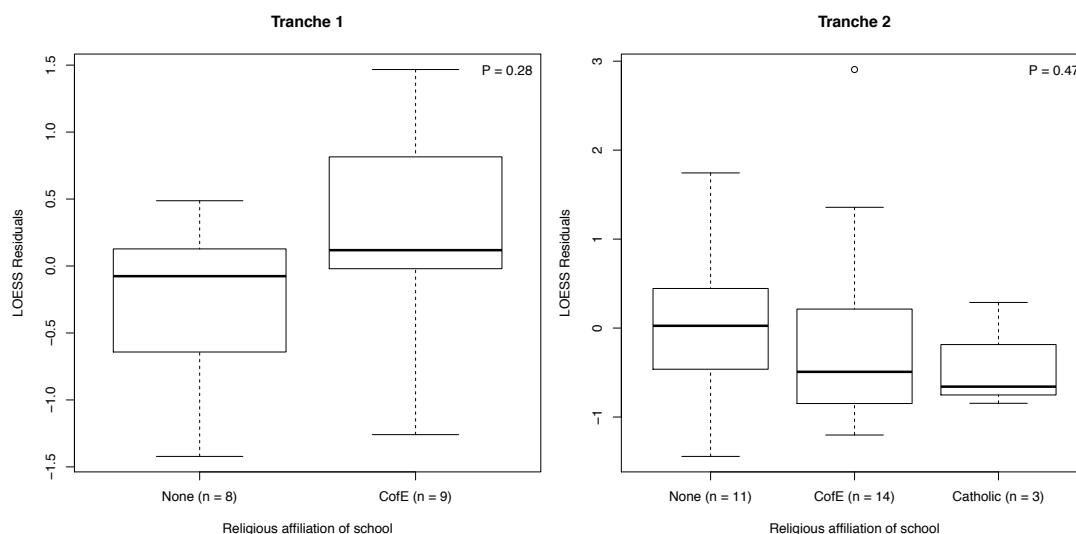 Tranche 1
P = 0.28
LOESS Residuals
1.5
1.0
0.5
0.0
−0.5
−1.0
−1.5
None (n = 8) CofE (n = 9)
Religious affiliation of school
Tranche 2
P = 0.47
LOESS Residuals
3
2
1
0
−1
None (n = 11) CofE (n = 14) Catholic (n = 3)
Religious affiliation of school